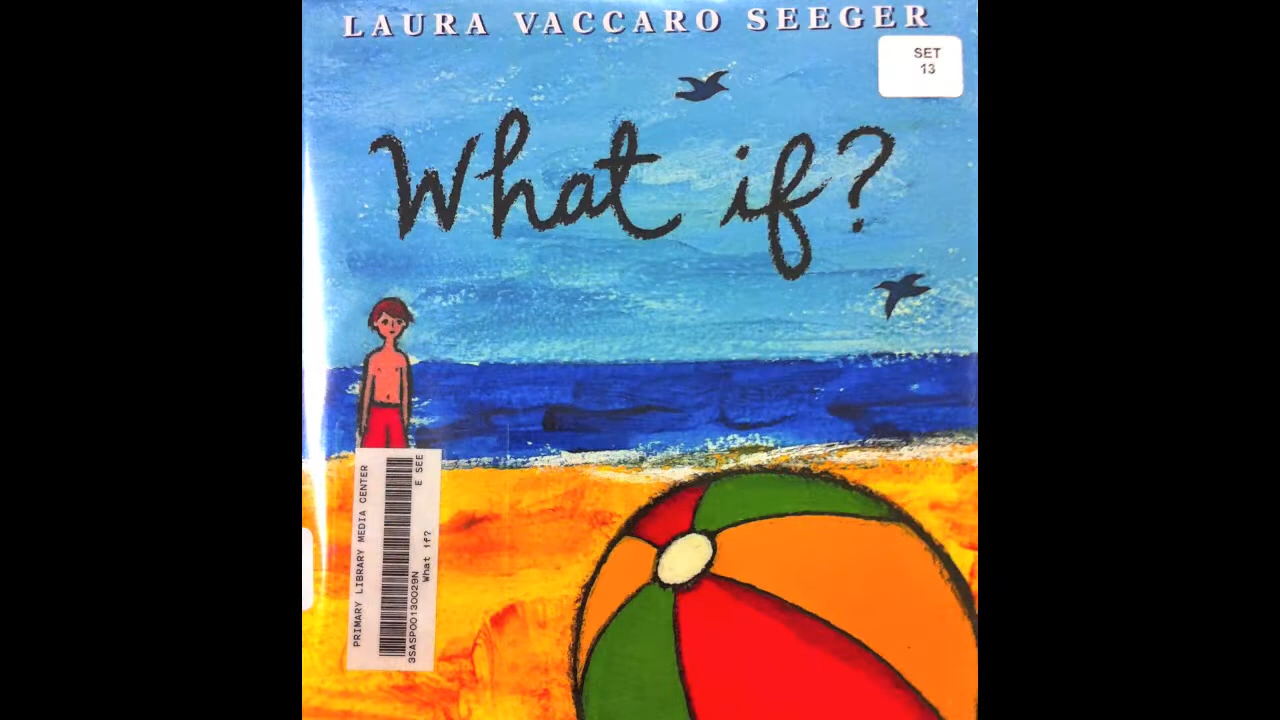 LAURA VACCARO SEEGER
SET
13
What if?
PRIMARY LIBRARY MEDIA CENTER
3SASP00130029N
What if?
E SEE